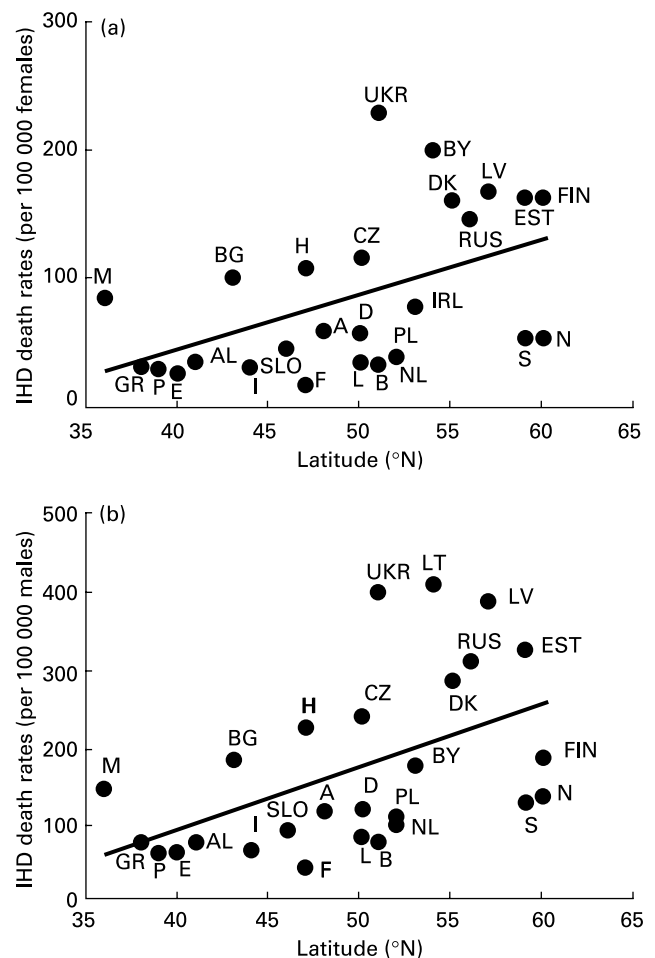 (a)
IHD death rates (per 100 000 females)
300
200
100
0
UKR
BY
LV
DK
FIN
EST
RUS
CZ
H
BG
M
IRL
D
A
PL
AL
SLO
GR
P
E
I
F
L
B
NL
S
N
35 40 45 50 55 60 65
Latitude (°N)
(b)
IHD death rates (per 100 000 males)
500
400
300
200
100
0
LT
UKR
LV
RUS
EST
CZ
DK
H
BG
BY
FIN
M
A
D
PL
N
I
SLO
NL
S
AL
GR
P
E
F
L
B
35 40 45 50 55 60 65
Latitude (°N)